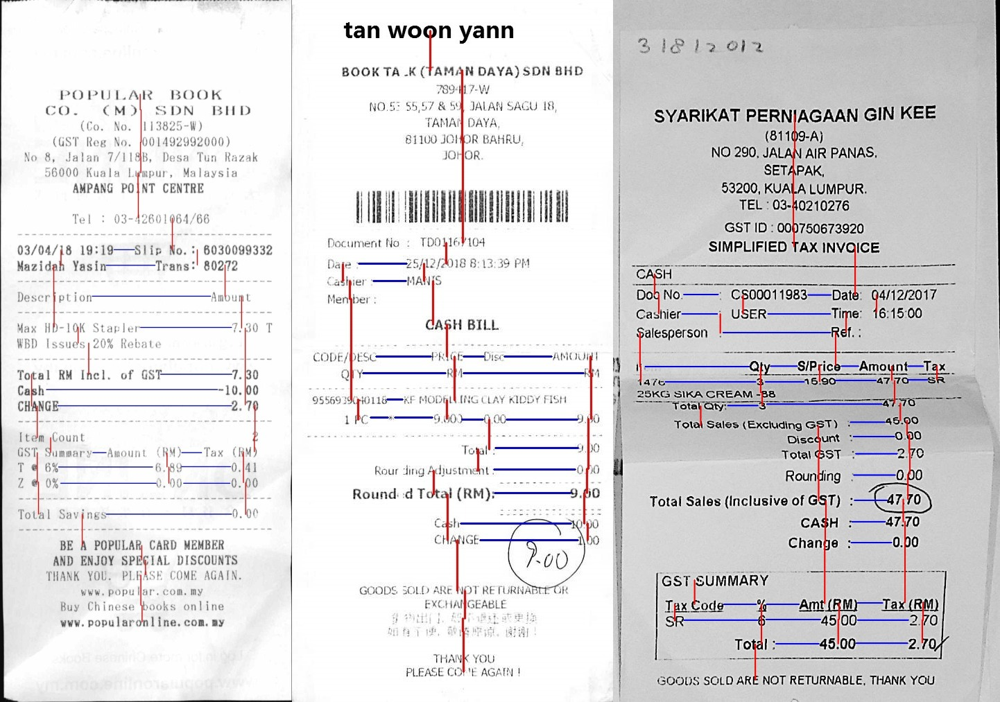 POPULAR BOOK
CO. (M) SDN BHD
(Co. No. 113825-W)
(GST Reg No. 001492992000)
No 8, Jalan 7/118B, Desa Tun Razak
56000 Kuala Lumpur, Malaysia
AMPANG POINT CENTRE
Tel : 03-42601064/66
03/04/18 19:19 Slip No.: 6030099332
Mazidah Yasin Trans: 80272
Description Amount
Max HD-10K Stapler 7.30 T
WBD Issues 20% Rebate
Total RM Incl. of GST 7.30
Cash -10.00
CHANGE 2.70
Item Count 2
GST Summary Amount (RM) Tax (RM)
T @ 6% 6.89 0.41
Z @ 0% 0.00 0.00
Total Savings 0.00
BE A POPULAR CARD MEMBER
AND ENJOY SPECIAL DISCOUNTS
THANK YOU. PLEASE COME AGAIN.
www.popular.com.my
Buy Chinese books online
www.popularonline.com.my
tan woon yann
BOOK TA .K (TAMAN DAYA) SDN BHD
789417-W
NO.53 55,57 & 59, JALAN SAGU 18,
TAMAN DAYA,
81100 JOHOR BAHRU,
JOHOR.
Document No : TD01167104
Date : 25/12/2018 8:13:39 PM
Cashier : MANIS
Member :
CASH BILL
CODE/DESC PRICE Disc AMOUNT
QTY RM RM
9556939040118 KF MODELLING CLAY KIDDY FISH
1 PC * 9.000 0.00 9.00
Total : 9.00
Rounding Adjustment : 0.00
Rounded Total (RM): 9.00
Cash 10.00
CHANGE 1.00
9.00
GOODS SOLD ARE NOT RETURNABLE OR
EXCHANGEABLE
THANK YOU
PLEASE COME AGAIN !
31812012
SYARIKAT PERNIAGAAN GIN KEE
(81109-A)
NO 290, JALAN AIR PANAS,
SETAPAK,
53200, KUALA LUMPUR.
TEL : 03-40210276
GST ID : 000750673920
SIMPLIFIED TAX INVOICE
CASH
Doc No. : CS00011983 Date: 04/12/2017
Cashier : USER Time: 16:15:00
Salesperson : Ref. :
Qty S/Price Amount Tax
1476 3 15.90 47.70 SR
25KG SIKA CREAM -88
Total Qty: 3 47.70
Total Sales (Excluding GST) : 45.00
Discount : 0.00
Total GST : 2.70
Rounding : 0.00
Total Sales (Inclusive of GST) : 47.70
CASH : 47.70
Change : 0.00
GST SUMMARY
Tax Code % Amt (RM) Tax (RM)
SR 6 45.00 2.70
Total : 45.00 2.70
GOODS SOLD ARE NOT RETURNABLE, THANK YOU